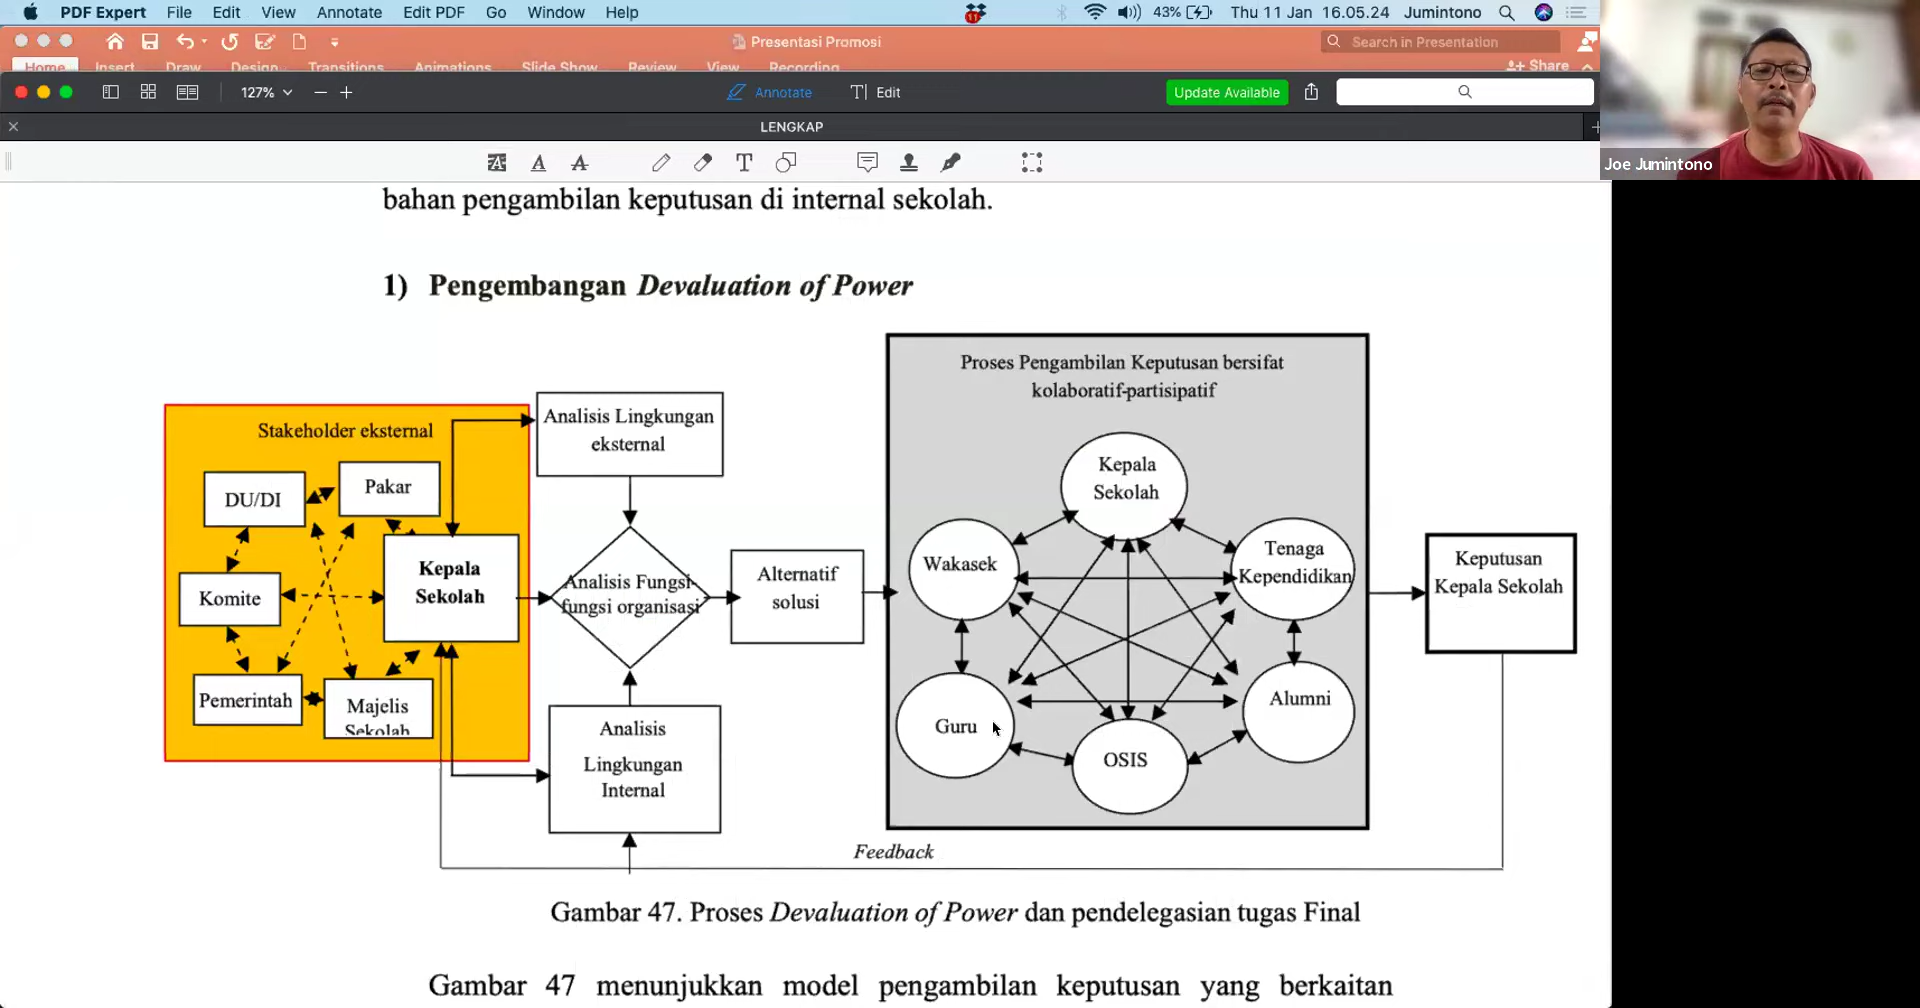 PDF Expert File Edit View Annotate Edit PDF Go Window Help 11 43% Thu 11 Jan 16.05.24 Jumintono
Presentasi Promosi
Search in Presentation
Home Insert Draw Design Transitions Animations Slide Show Review View Recording Share
127% Annotate T Edit Update Available
LENGKAP
Joe Jumintono
bahan pengambilan keputusan di internal sekolah.
1) Pengembangan Devaluation of Power
Stakeholder eksternal
DU/DI
Pakar
Komite
Kepala
Sekolah
Pemerintah
Majelis
Sekolah
Analisis Lingkungan
eksternal
Analisis Fungsi-
fungsi organisasi
Analisis
Lingkungan
Internal
Alternatif
solusi
Proses Pengambilan Keputusan bersifat
kolaboratif-partisipatif
Kepala
Sekolah
Wakasek
Tenaga
Kependidikan
Guru
OSIS
Alumni
Keputusan
Kepala Sekolah
Feedback
Gambar 47. Proses Devaluation of Power dan pendelegasian tugas Final
Gambar 47 menunjukkan model pengambilan keputusan yang berkaitan